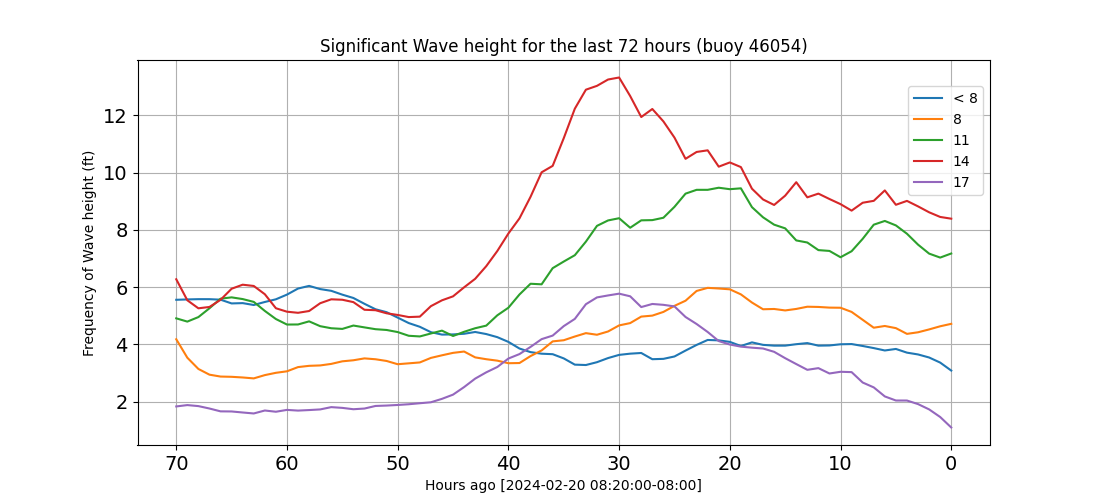 Significant Wave height for the last 72 hours (buoy 46054)
Frequency of Wave height (ft)
12
10
8
6
4
2
< 8
8
11
14
17
70 60 50 40 30 20 10 0
Hours ago [2024-02-20 08:20:00-08:00]